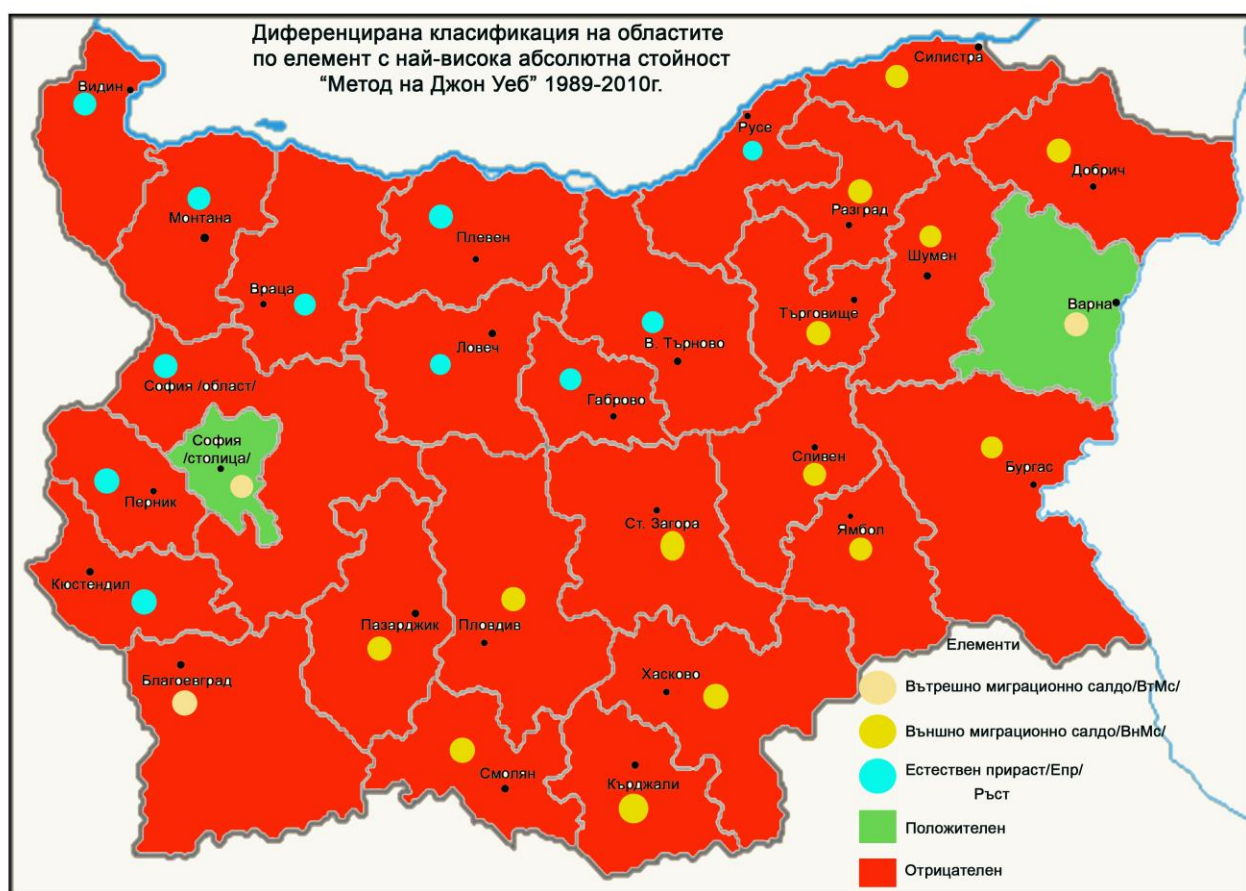 Диференцирана класификация на областите
по елемент с най-висока абсолютна стойност
“Метод на Джон Уеб” 1989-2010г.
Силистра
Видин
Русе
Добрич
Монтана
Плевен
Разград
Шумен
Враца
Варна
Търговище
Ловеч
В. Търново
София /област/
Габрово
София
/столица/
Сливен
Бургас
Перник
Ст. Загора
Ямбол
Кюстендил
Пазарджик
Пловдив
Благоевград
Хасково
Смолян
Кърджали
Елементи
Вътрешно миграционно салдо/ВтМс/
Външно миграционно салдо/ВнМс/
Естествен прираст/Епр/
Ръст
Положителен
Отрицателен